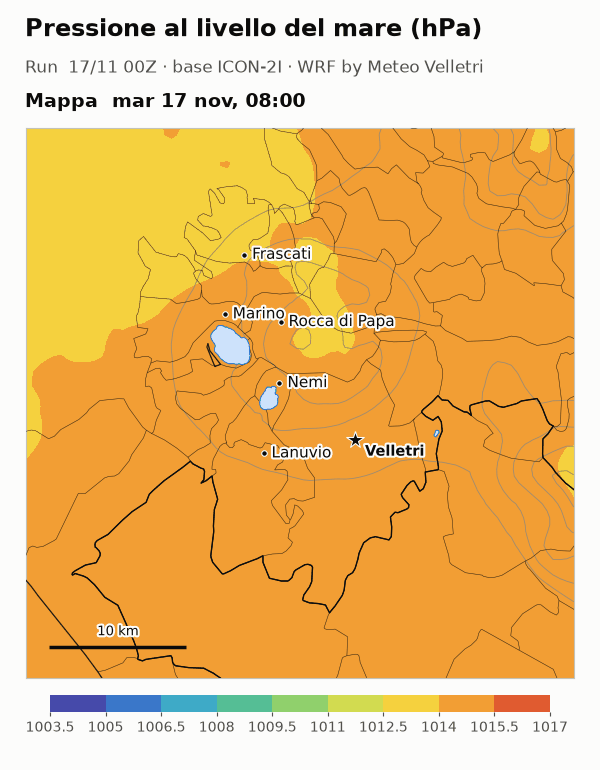 Pressione al livello del mare (hPa)
Run  17/11 00Z · base ICON-2I · WRF by Meteo Velletri
Mappa  mar 17 nov, 08:00
Frascati
Marino
Rocca di Papa
Nemi
Velletri
Lanuvio
10 km
1003.5 1005 1006.5 1008 1009.5 1011 1012.5 1014 1015.5 1017